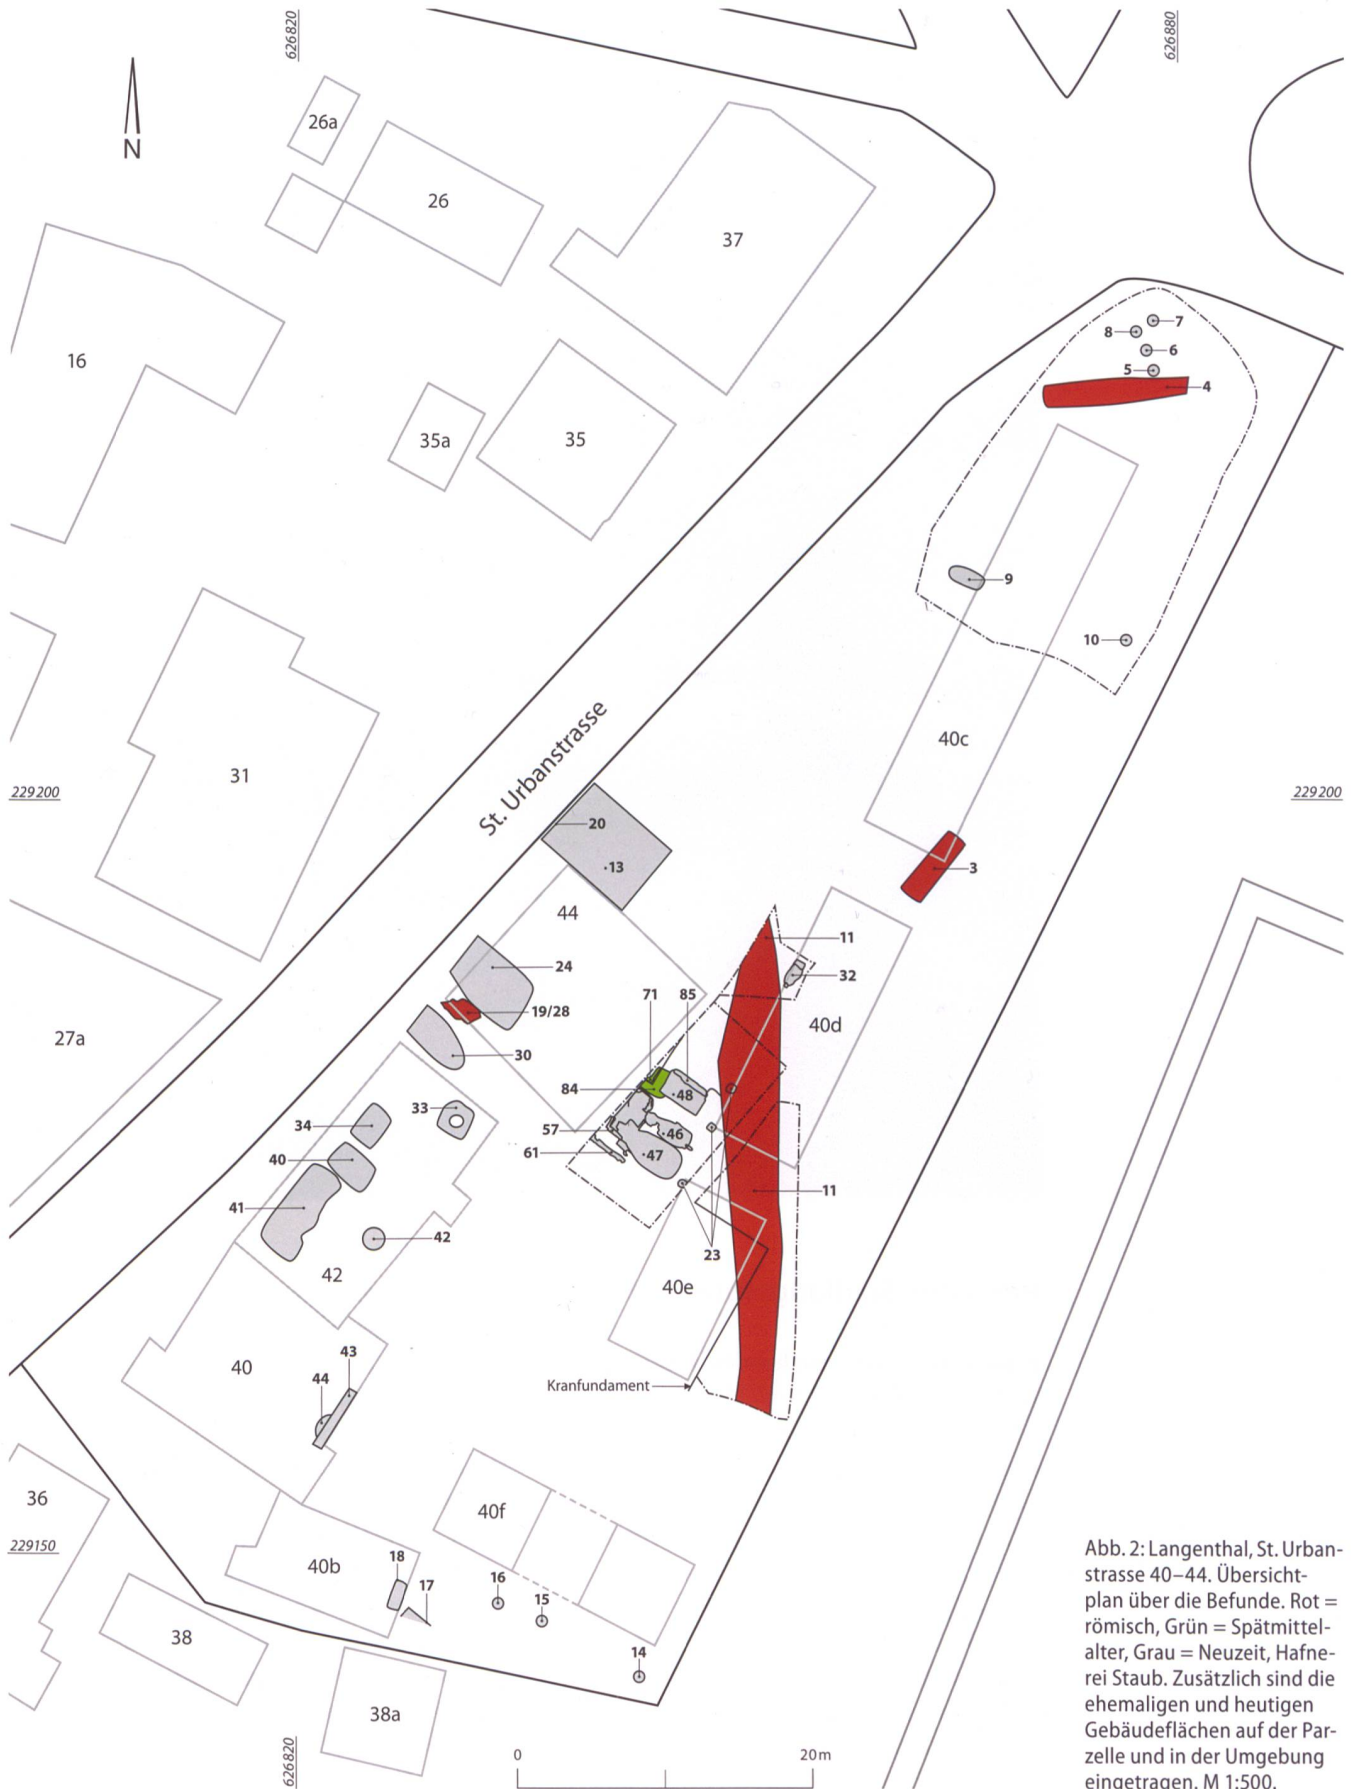 626820
626880
26a
N
26
37
16
7
8
6
5
4
35a
35
9
10
31
40c
St. Urbanstrasse
229200
229200
20
13
3
44
11
24
32
71
85
19/28
40d
27a
30
84
48
33
34
57
46
40
61
47
41
11
42
23
42
40e
43
40
44
Kranfundament
36
40f
229150
Abb. 2: Langenthal, St. Urban-
strasse 40–44. Übersicht-
plan über die Befunde. Rot =
römisch, Grün = Spätmittel-
alter, Grau = Neuzeit, Hafne-
rei Staub. Zusätzlich sind die
ehemaligen und heutigen
Gebäudeflächen auf der Par-
zelle und in der Umgebung
eingetragen. M 1:500.
18
40b
16
17
15
38
14
38a
626820
0
20 m